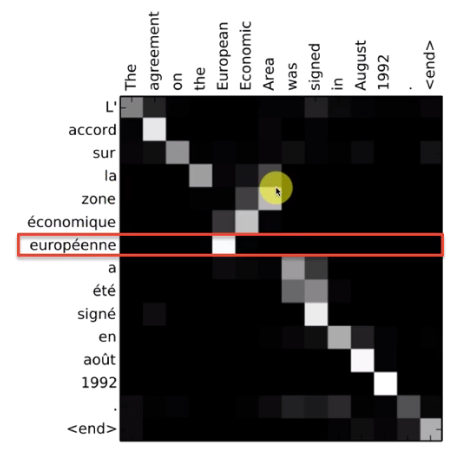 The
agreement
on
the
European
Economic
Area
was
signed
in
August
1992
.
<end>
L'
accord
sur
la
zone
économique
européenne
a
été
signé
en
août
1992
.
<end>